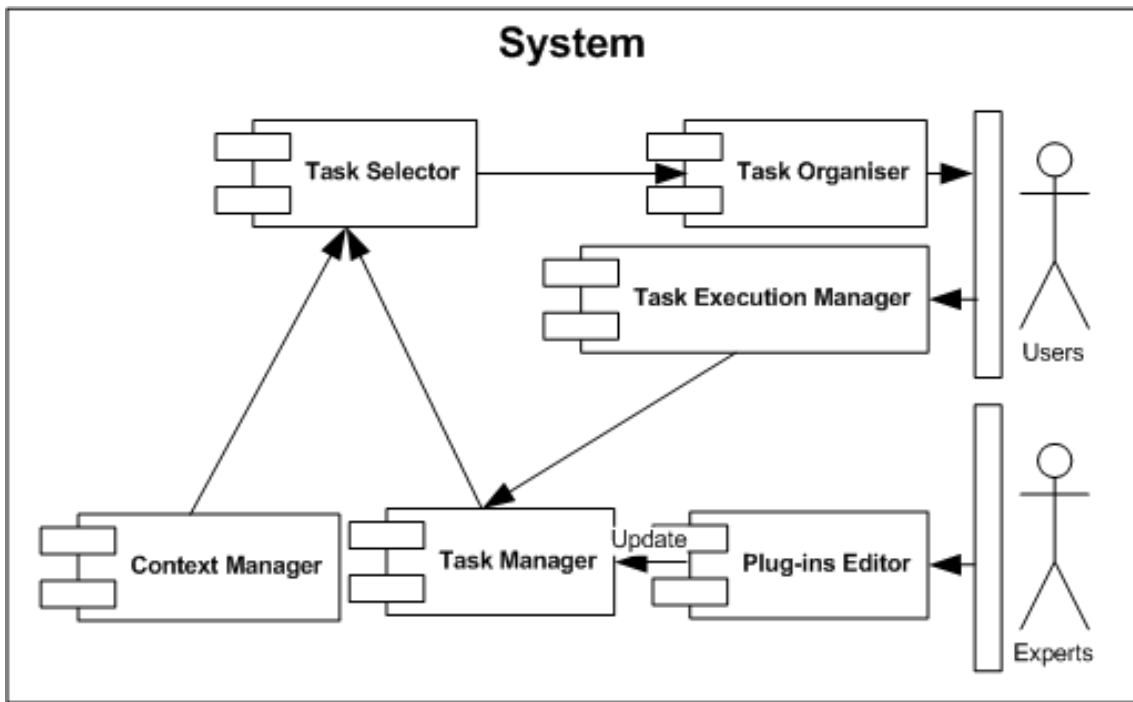 System
Task Selector
Task Organiser
Task Execution Manager
Users
Context Manager
Task Manager
Update
Plug-ins Editor
Experts